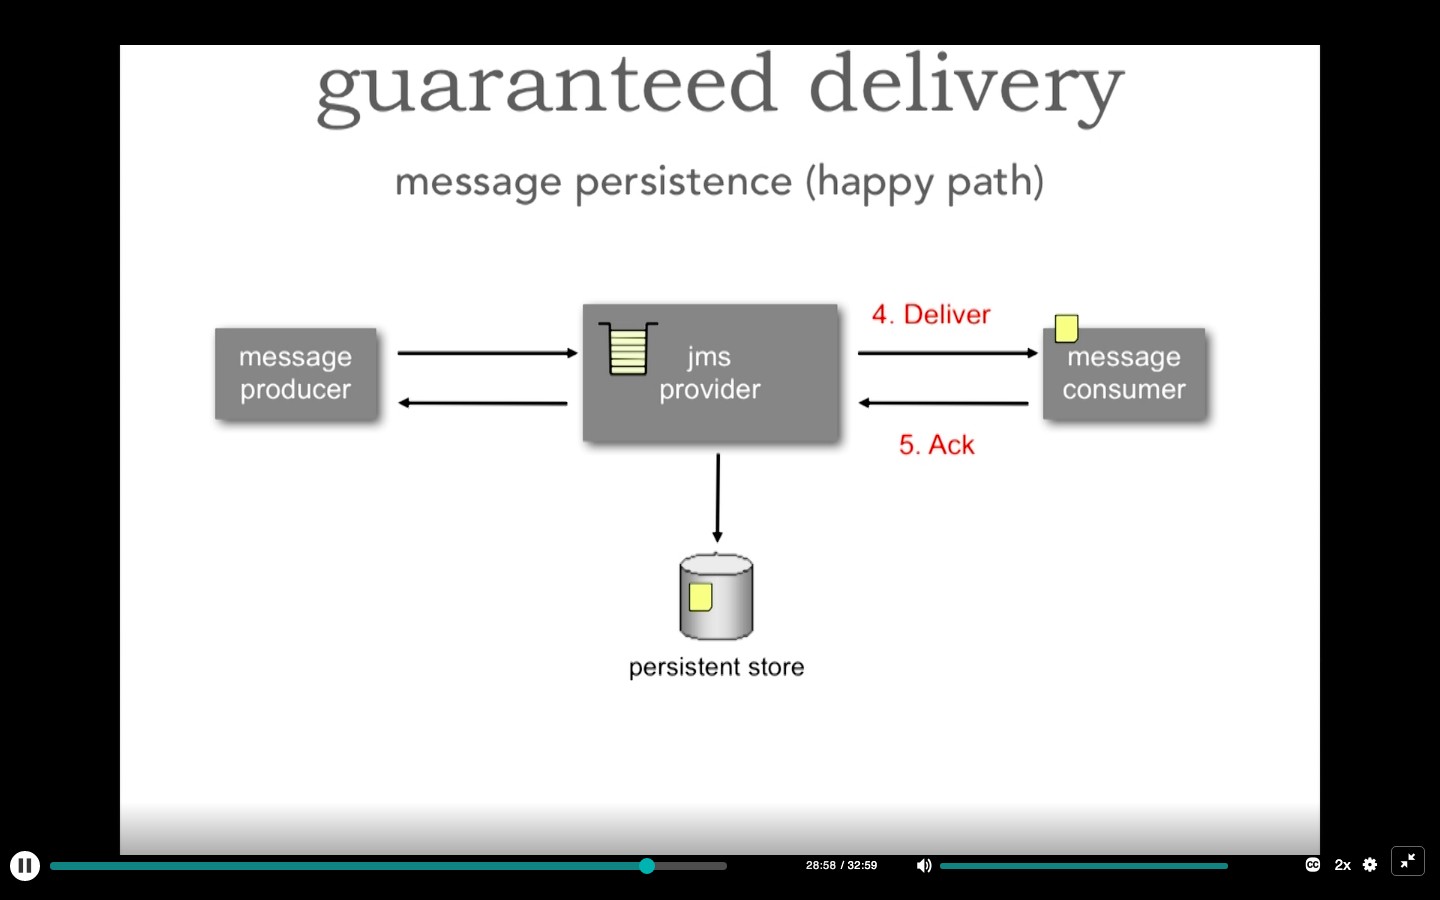 guaranteed delivery
message persistence (happy path)
4. Deliver
message
producer
jms
provider
message
consumer
5. Ack
persistent store
28:58 / 32:59
CC
2x